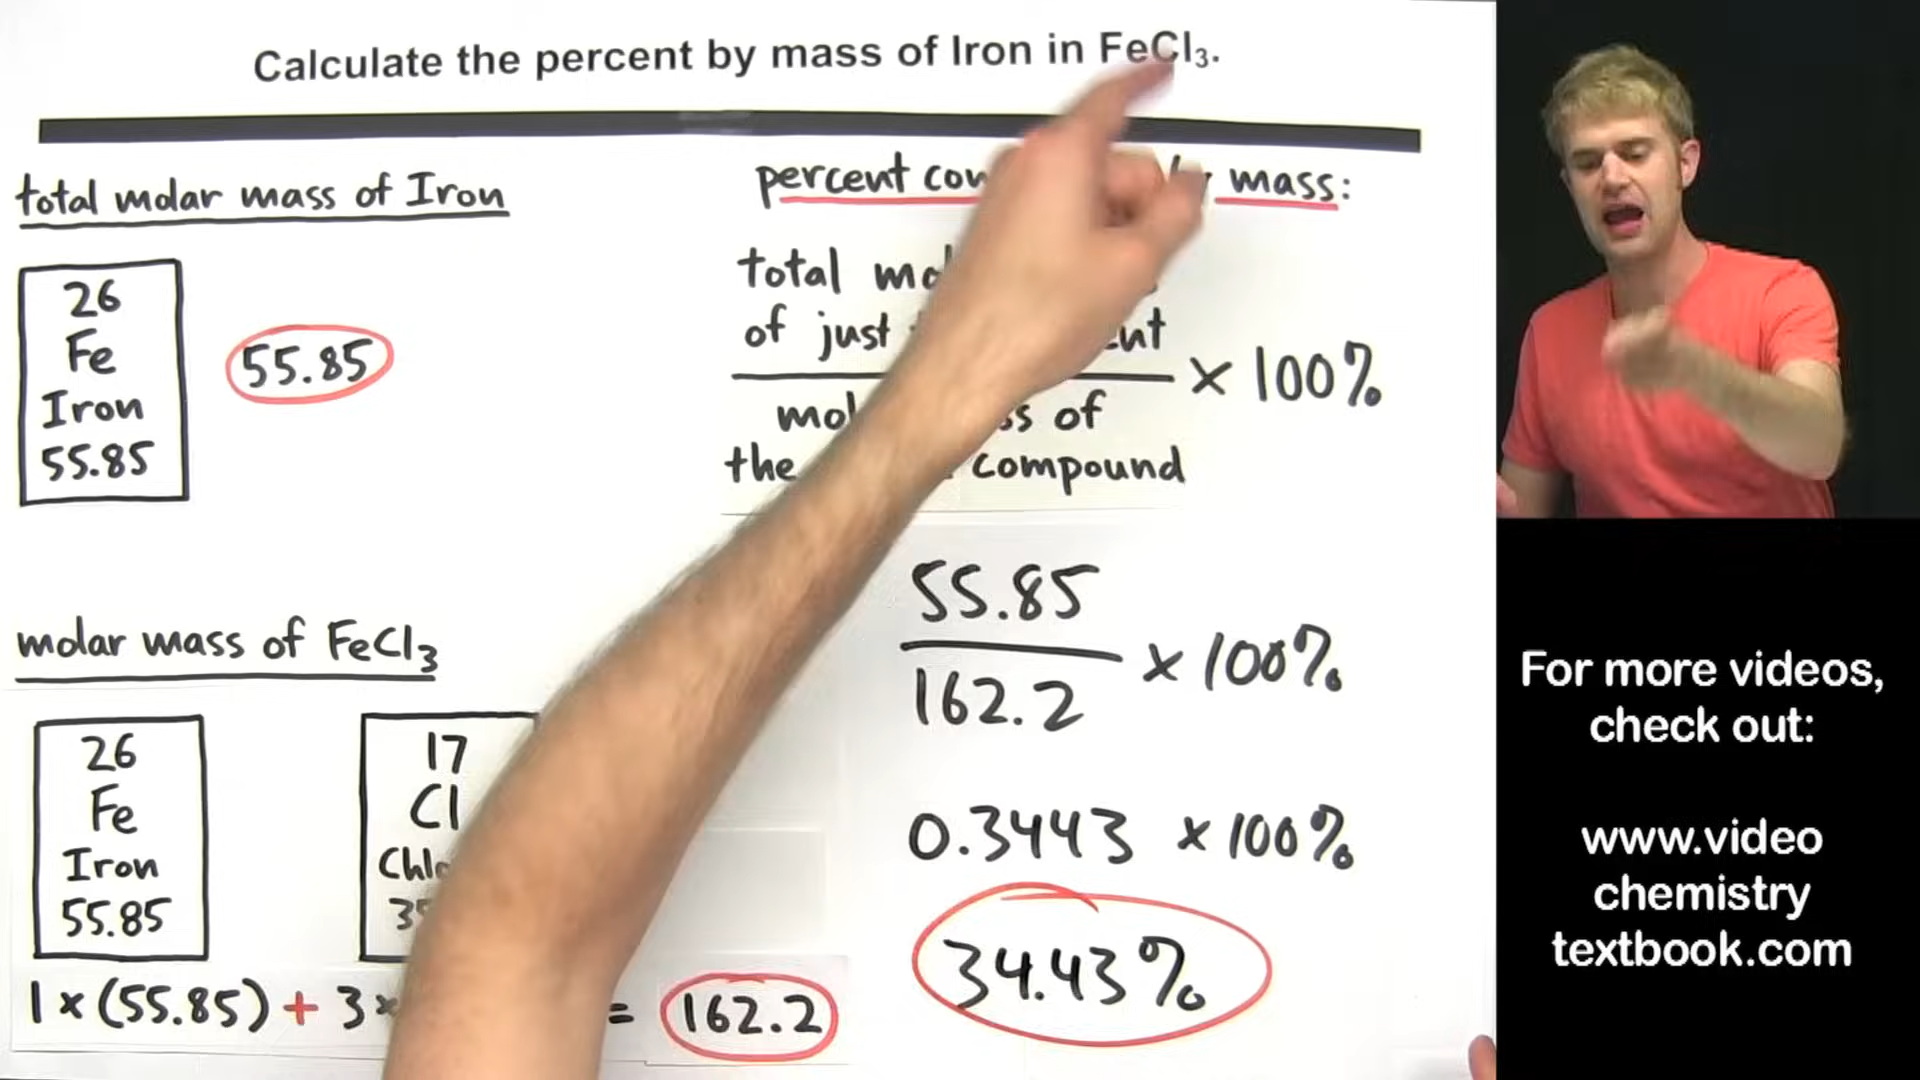 Calculate the percent by mass of Iron in FeCl₃.
total molar mass of Iron
26
Fe
Iron
55.85
55.85
molar mass of FeCl₃
26
Fe
Iron
55.85
17
Cl
1 × (55.85) + 3 ×
= 162.2
percent mass:
total
of just
of
the compound
× 100%
55.85
162.2
× 100%
0.3443 × 100%
34.43%
For more videos,
check out:
www.video
chemistry
textbook.com